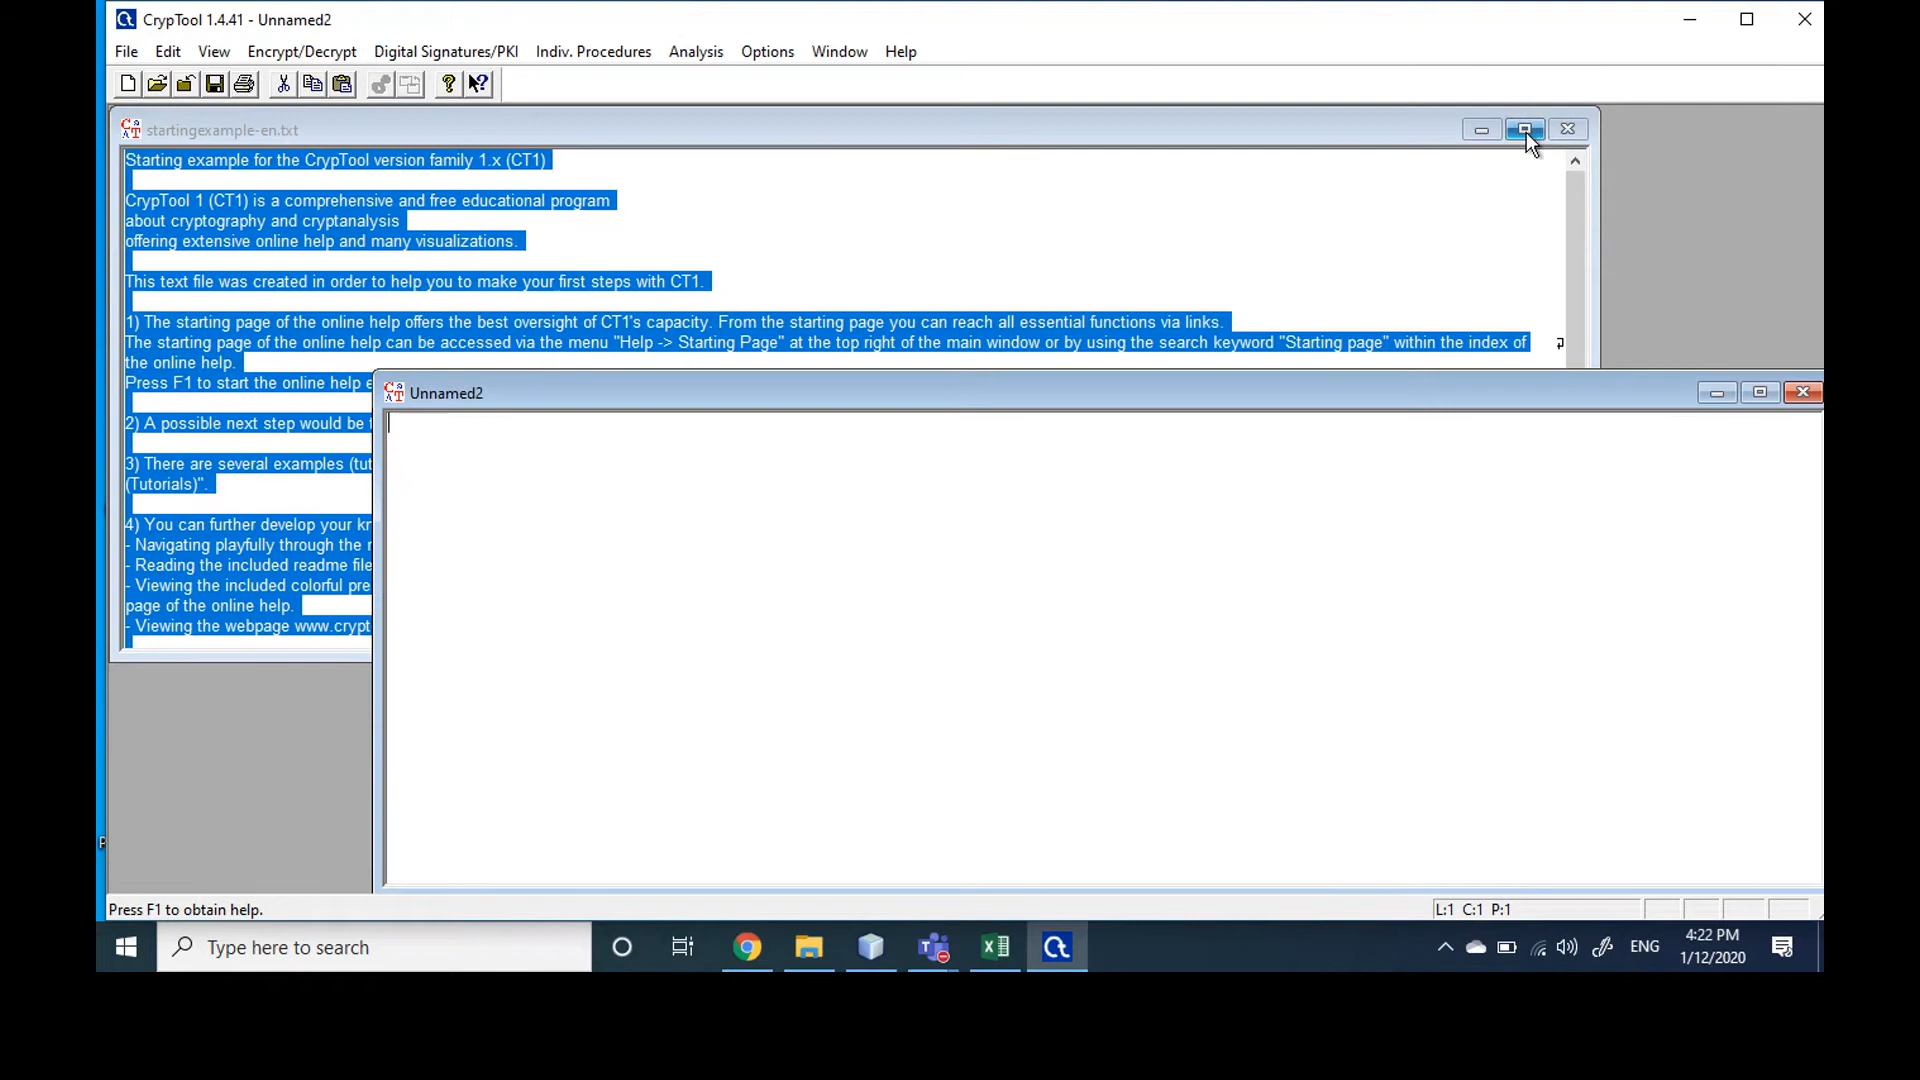 CrypTool 1.4.41 - Unnamed2
File Edit View Encrypt/Decrypt Digital Signatures/PKI Indiv. Procedures Analysis Options Window Help
startingexample-en.txt
Starting example for the CrypTool version family 1.x (CT1)
CrypTool 1 (CT1) is a comprehensive and free educational program
about cryptography and cryptanalysis
offering extensive online help and many visualizations.
This text file was created in order to help you to make your first steps with CT1.
1) The starting page of the online help offers the best oversight of CT1's capacity. From the starting page you can reach all essential functions via links.
The starting page of the online help can be accessed via the menu "Help -> Starting Page" at the top right of the main window or by using the search keyword "Starting page" within the index of
the online help.
Press F1 to start the online help
2) A possible next step would be
3) There are several examples
(Tutorials)".
4) You can further develop your
- Navigating playfully through the
- Reading the included readme file
- Viewing the included colorful
page of the online help.
- Viewing the webpage www.crypt
Unnamed2
Press F1 to obtain help.
L:1 C:1 P:1
Type here to search
ENG
4:22 PM
1/12/2020